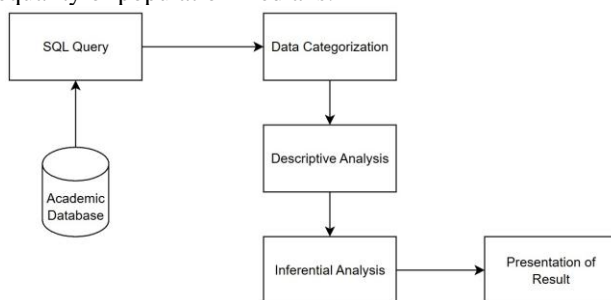 SQL Query
Data Categorization
Descriptive Analysis
Academic
Database
Inferential Analysis
Presentation of
Result